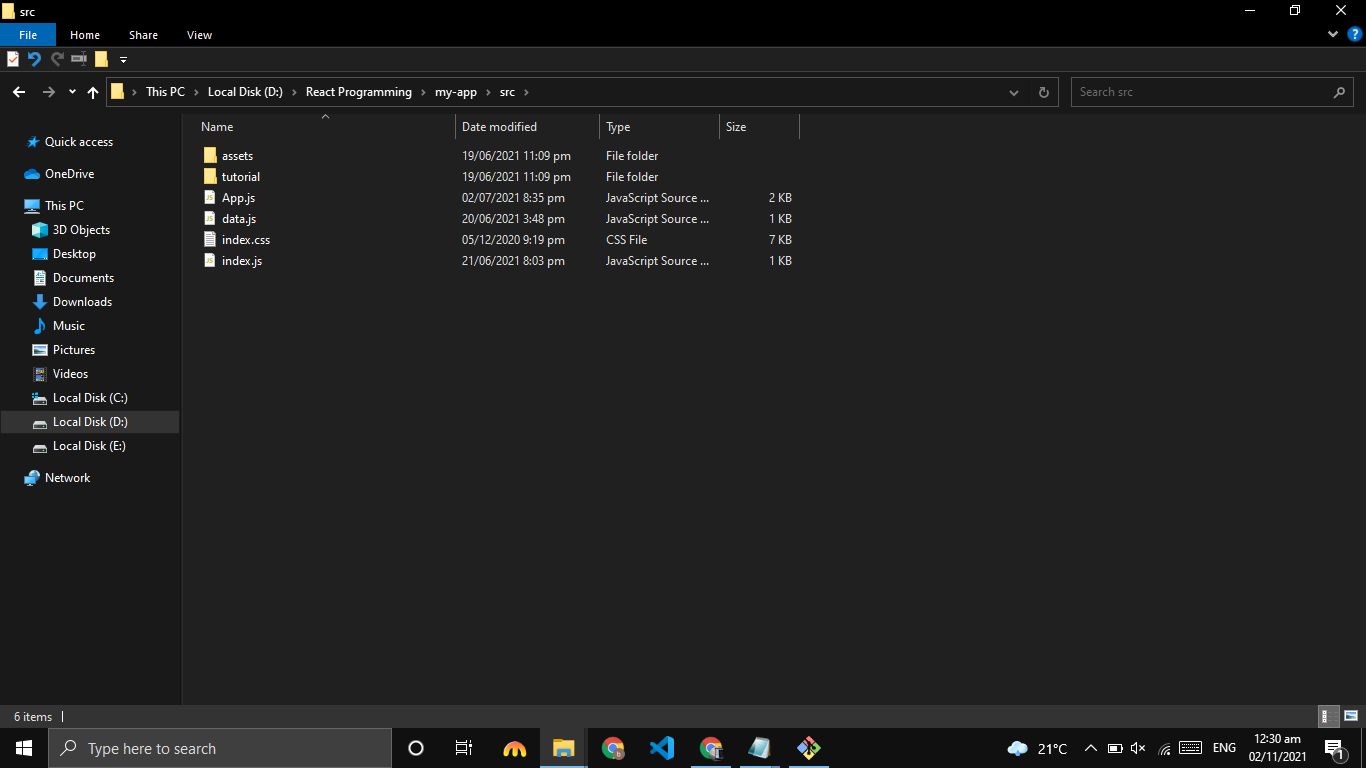 src
File Home Share View
This PC Local Disk (D:) React Programming my-app src Search src
Name Date modified Type Size
Quick access
OneDrive
This PC
3D Objects
Desktop
Documents
Downloads
Music
Pictures
Videos
Local Disk (C:)
Local Disk (D:)
Local Disk (E:)
Network
assets 19/06/2021 11:09 pm File folder
tutorial 19/06/2021 11:09 pm File folder
App.js 02/07/2021 8:35 pm JavaScript Source ... 2 KB
data.js 20/06/2021 3:48 pm JavaScript Source ... 1 KB
index.css 05/12/2020 9:19 pm CSS File 7 KB
index.js 21/06/2021 8:03 pm JavaScript Source ... 1 KB
6 items
Type here to search
21°C ENG 12:30 am
02/11/2021 1